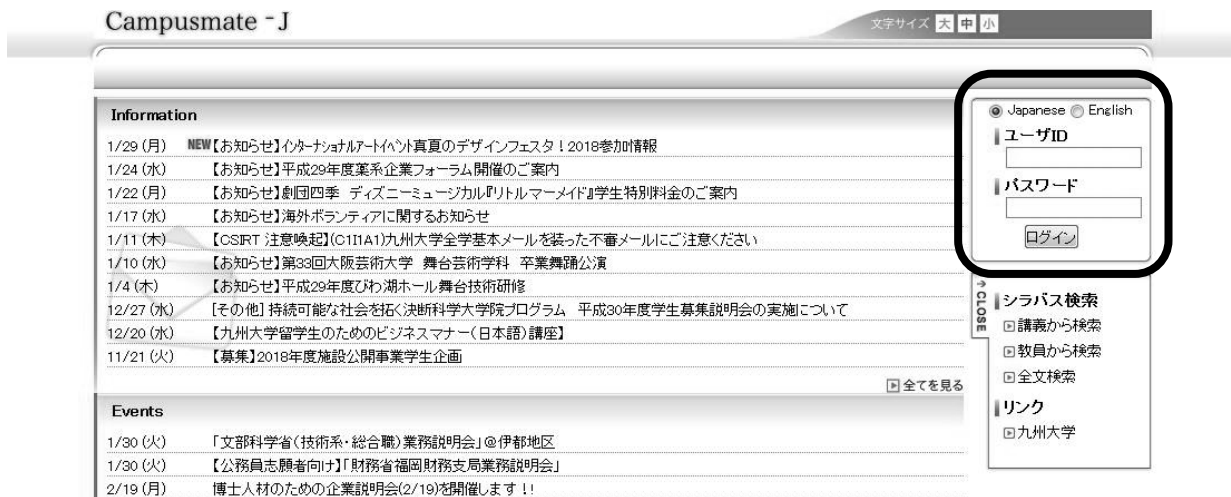 Campusmate -J
文字サイズ 大 中 小
Information
1/29 (月) NEW【お知らせ】インターナショナルアートイベント真夏のデザインフェスタ！2018参加情報
1/24 (水) 【お知らせ】平成29年度薬系企業フォーラム開催のご案内
1/22 (月) 【お知らせ】劇団四季 ディズニーミュージカル『リトルマーメイド』学生特別料金のご案内
1/17 (水) 【お知らせ】海外ボランティアに関するお知らせ
1/11 (木) 【CSIRT 注意喚起】(C1I1A1)九州大学全学基本メールを装った不審メールにご注意ください
1/10 (水) 【お知らせ】第33回大阪芸術大学 舞台芸術学科 卒業舞踊公演
1/4 (木) 【お知らせ】平成29年度びわ湖ホール舞台技術研修
12/27 (水) [その他] 持続可能な社会を拓く決断科学大学院プログラム 平成30年度学生募集説明会の実施について
12/20 (水) 【九州大学留学生のためのビジネスマナー(日本語)講座】
11/21 (火) 【募集】2018年度施設公開事業学生企画
全てを見る
Events
1/30 (火) 「文部科学省(技術系・総合職)業務説明会」@伊都地区
1/30 (火) 【公務員志願者向け】「財務省福岡財務支局業務説明会」
2/19 (月) 博士人材のための企業説明会(2/19)を開催します！！
Japanese English
ユーザID
パスワード
ログイン
CLOSE
シラバス検索
講義から検索
教員から検索
全文検索
リンク
九州大学